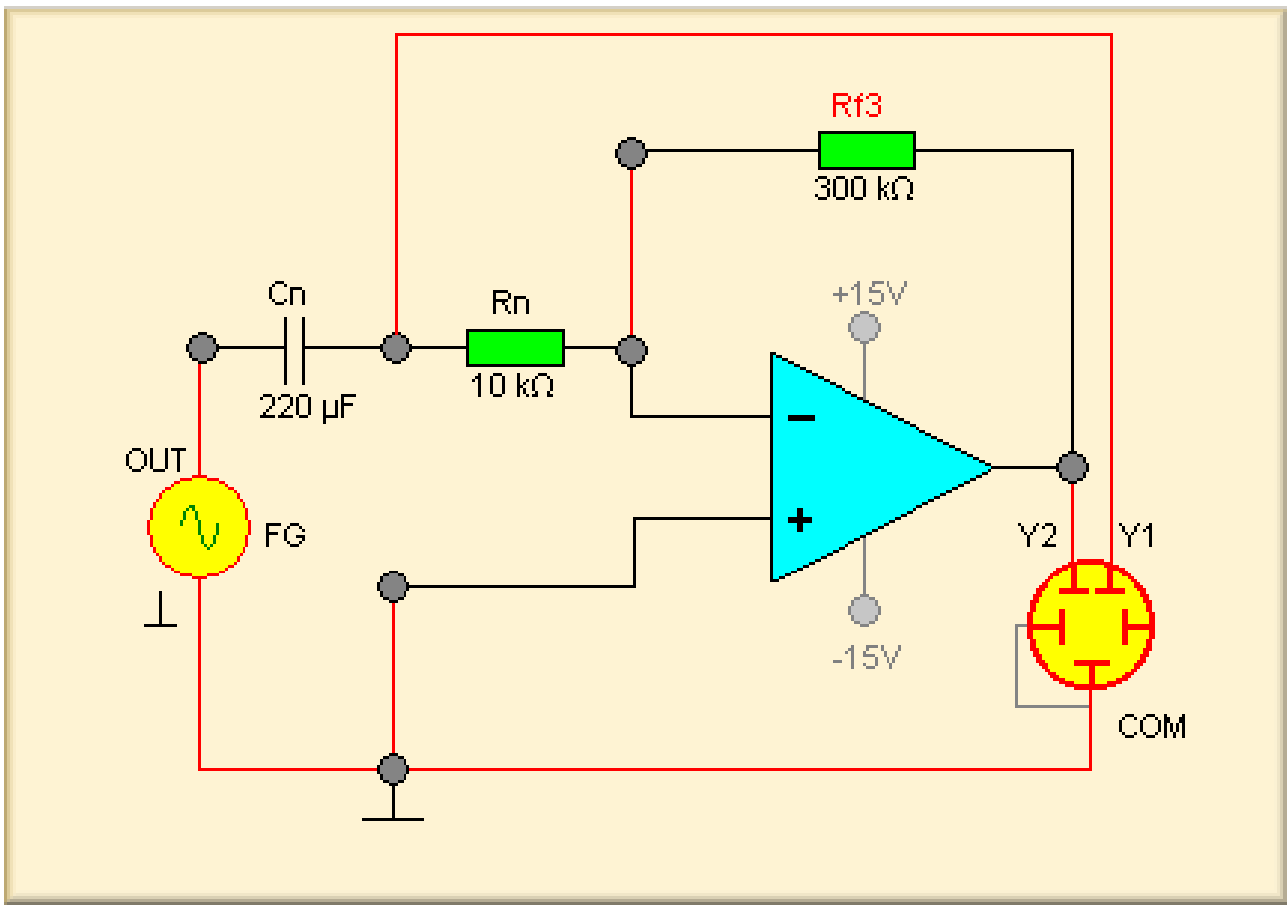 Rf3
300 kΩ
+15V
Cn
Rn
220 µF
10 kΩ
−
OUT
FG
+
Y2
Y1
-15V
COM